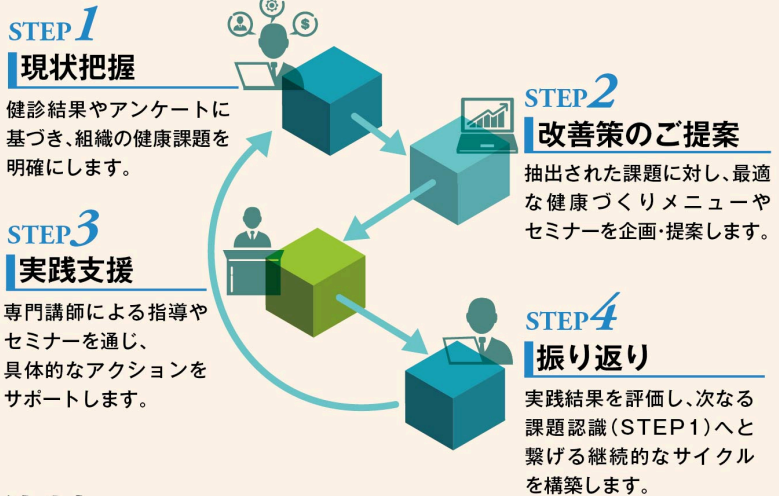 STEP1
現状把握
健診結果やアンケートに
基づき、組織の健康課題を
明確にします。
STEP2
改善策のご提案
抽出された課題に対し、最適
な健康づくりメニューや
セミナーを企画・提案します。
STEP3
実践支援
専門講師による指導や
セミナーを通じ、
具体的なアクションを
サポートします。
STEP4
振り返り
実践結果を評価し、次なる
課題認識（STEP1）へと
繋げる継続的なサイクル
を構築します。
$